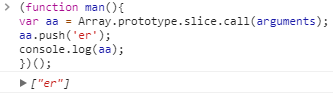 > (function man(){
var aa = Array.prototype.slice.call(arguments);
aa.push('er');
console.log(aa);
})();
▶ ["er"]